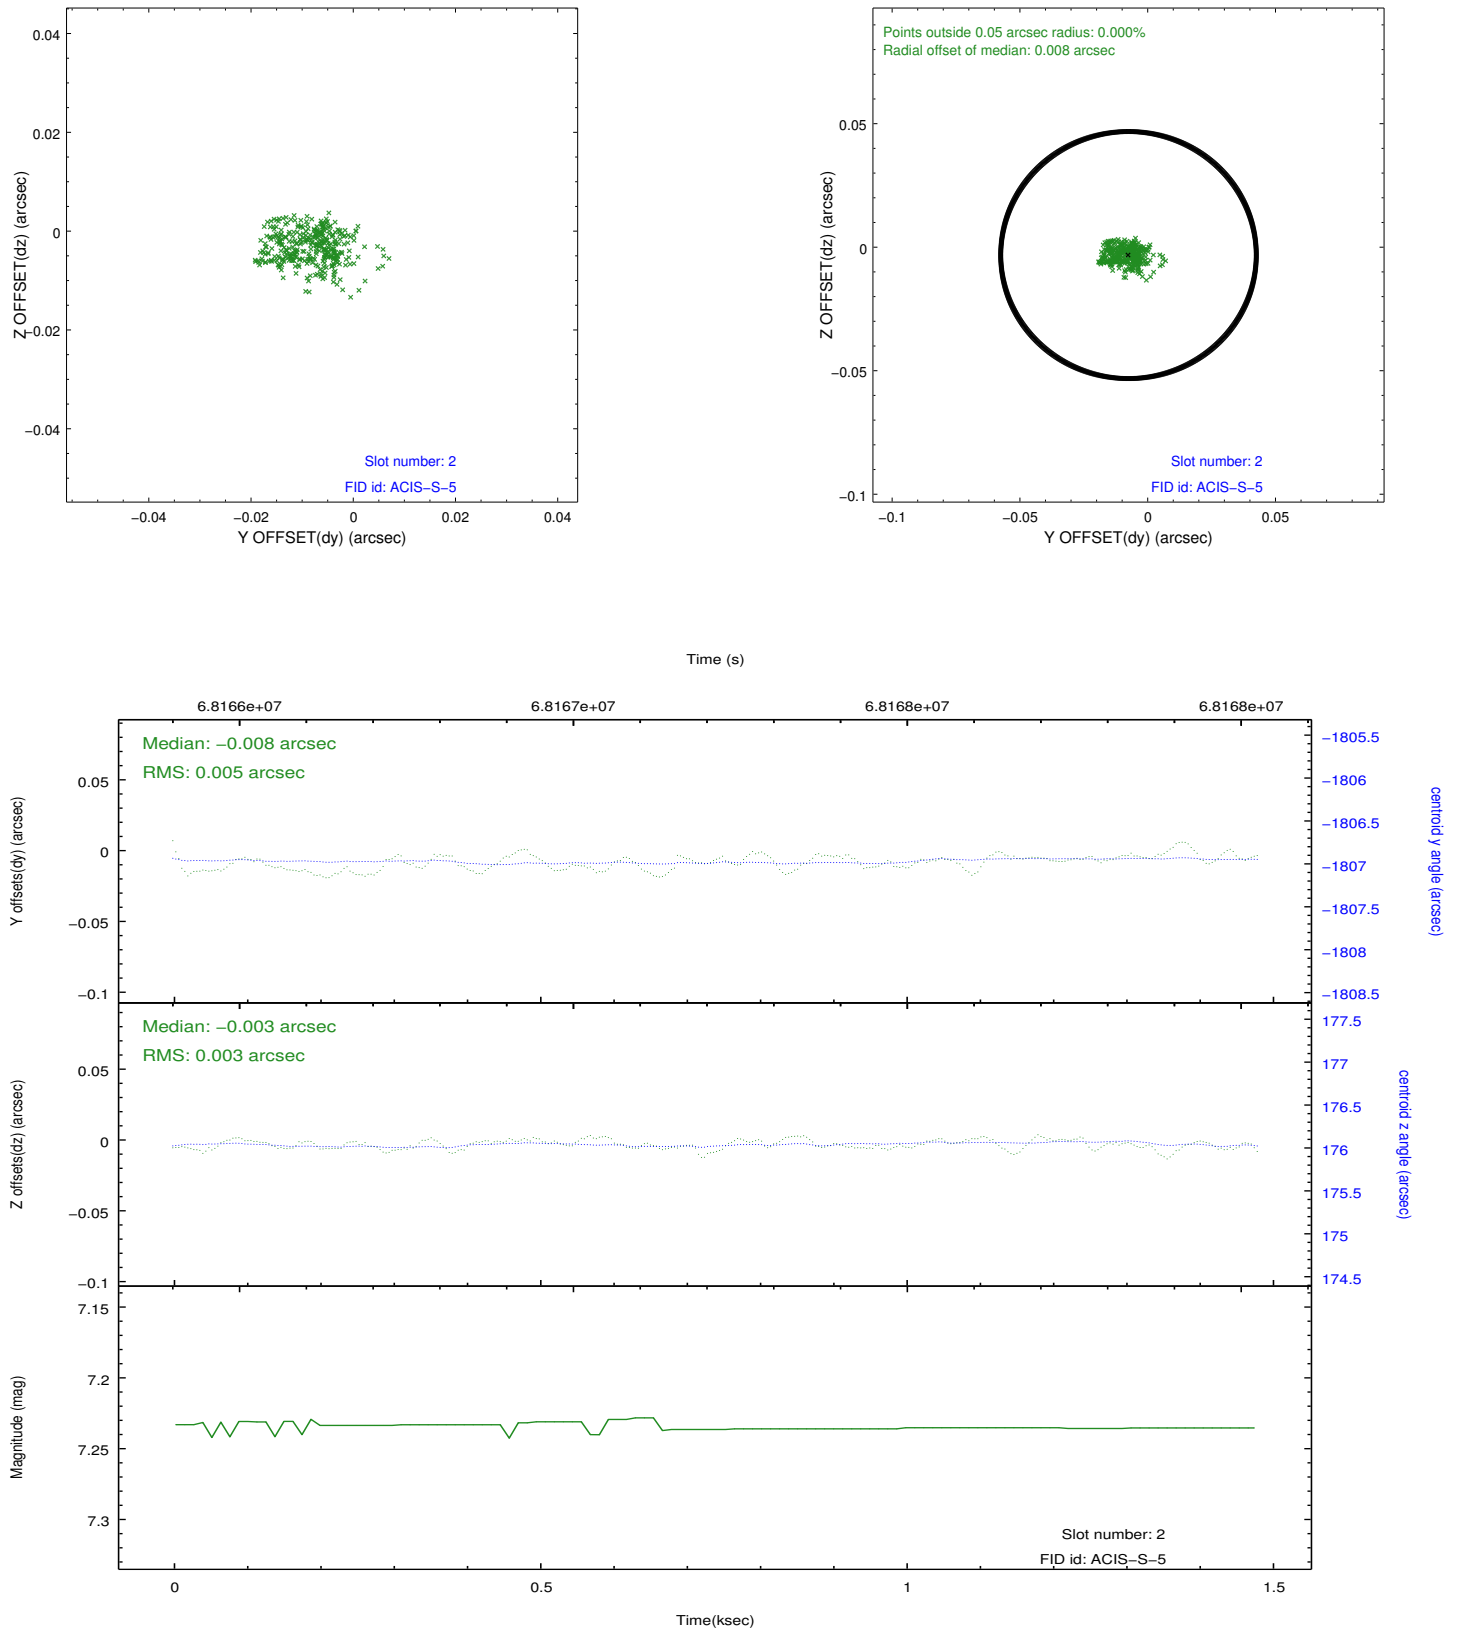 0.04
0.02
0
−0.02
−0.04
Z OFFSET(dz) (arcsec)
Slot number: 2
FID id: ACIS−S−5
−0.04
−0.02
0
0.02
0.04
Y OFFSET(dy) (arcsec)
Points outside 0.05 arcsec radius: 0.000%
Radial offset of median: 0.008 arcsec
0.05
0
−0.05
−0.1
Z OFFSET(dz) (arcsec)
Slot number: 2
FID id: ACIS−S−5
−0.1
−0.05
0
0.05
Y OFFSET(dy) (arcsec)
Time (s)
6.8166e+07
6.8167e+07
6.8168e+07
6.8168e+07
Median: −0.008 arcsec
RMS: 0.005 arcsec
0.05
0
−0.05
−0.1
Y offsets(dy) (arcsec)
−1805.5
−1806
−1806.5
−1807
−1807.5
−1808
−1808.5
centroid y angle (arcsec)
Median: −0.003 arcsec
RMS: 0.003 arcsec
0.05
0
−0.05
−0.1
Z offsets(dz) (arcsec)
177.5
177
176.5
176
175.5
175
174.5
centroid z angle (arcsec)
7.15
7.2
7.25
7.3
Magnitude (mag)
Slot number: 2
FID id: ACIS−S−5
0
0.5
1
1.5
Time(ksec)